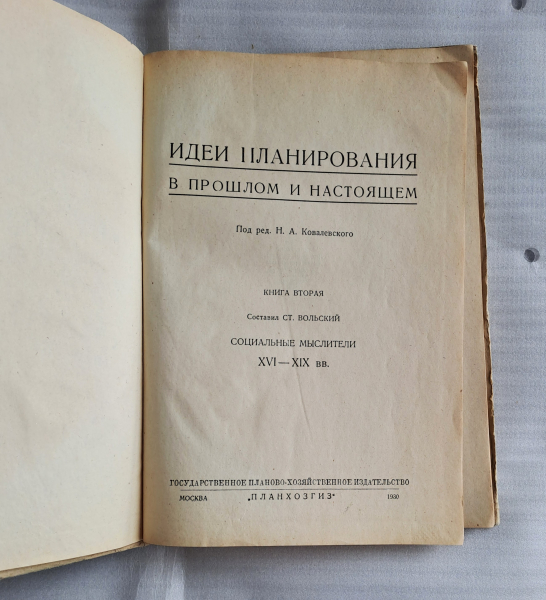 ИДЕИ ПЛАНИРОВАНИЯ
В ПРОШЛОМ И НАСТОЯЩЕМ
Под ред. Н. А. Ковалевского
КНИГА ВТОРАЯ
Составил СТ. ВОЛЬСКИЙ
СОЦИАЛЬНЫЕ МЫСЛИТЕЛИ
XVI—XIX вв.
ГОСУДАРСТВЕННОЕ ПЛАНОВО-ХОЗЯЙСТВЕННОЕ ИЗДАТЕЛЬСТВО
МОСКВА „ПЛАНХОЗГИЗ“ 1930